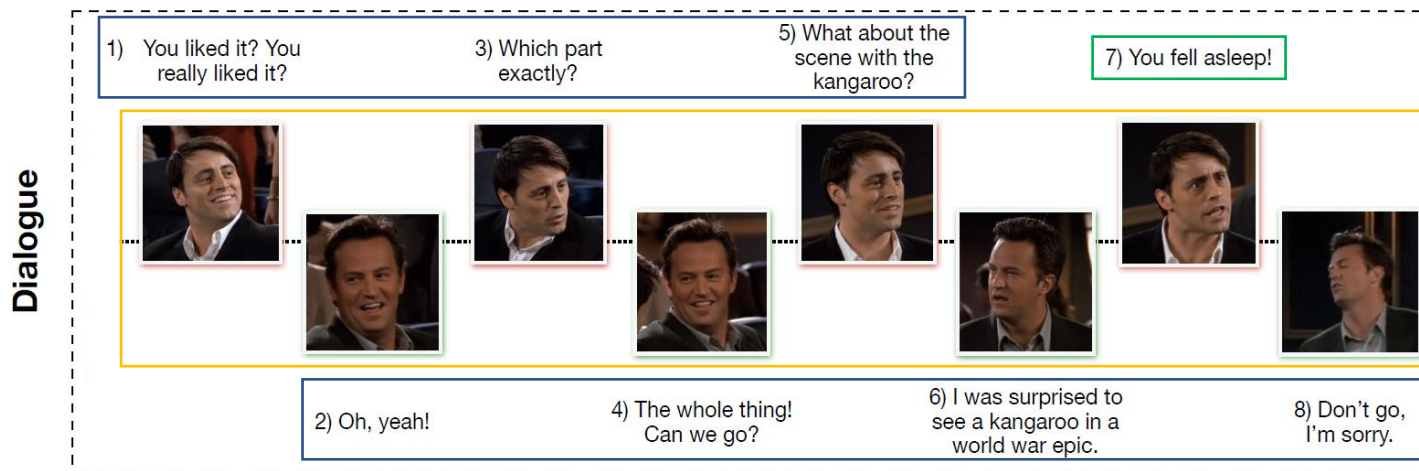 Dialogue
1) You liked it? You
really liked it?
2) Oh, yeah!
3) Which part
exactly?
4) The whole thing!
Can we go?
5) What about the
scene with the
kangaroo?
6) I was surprised to
see a kangaroo in a
world war epic.
7) You fell asleep!
8) Don’t go,
I’m sorry.